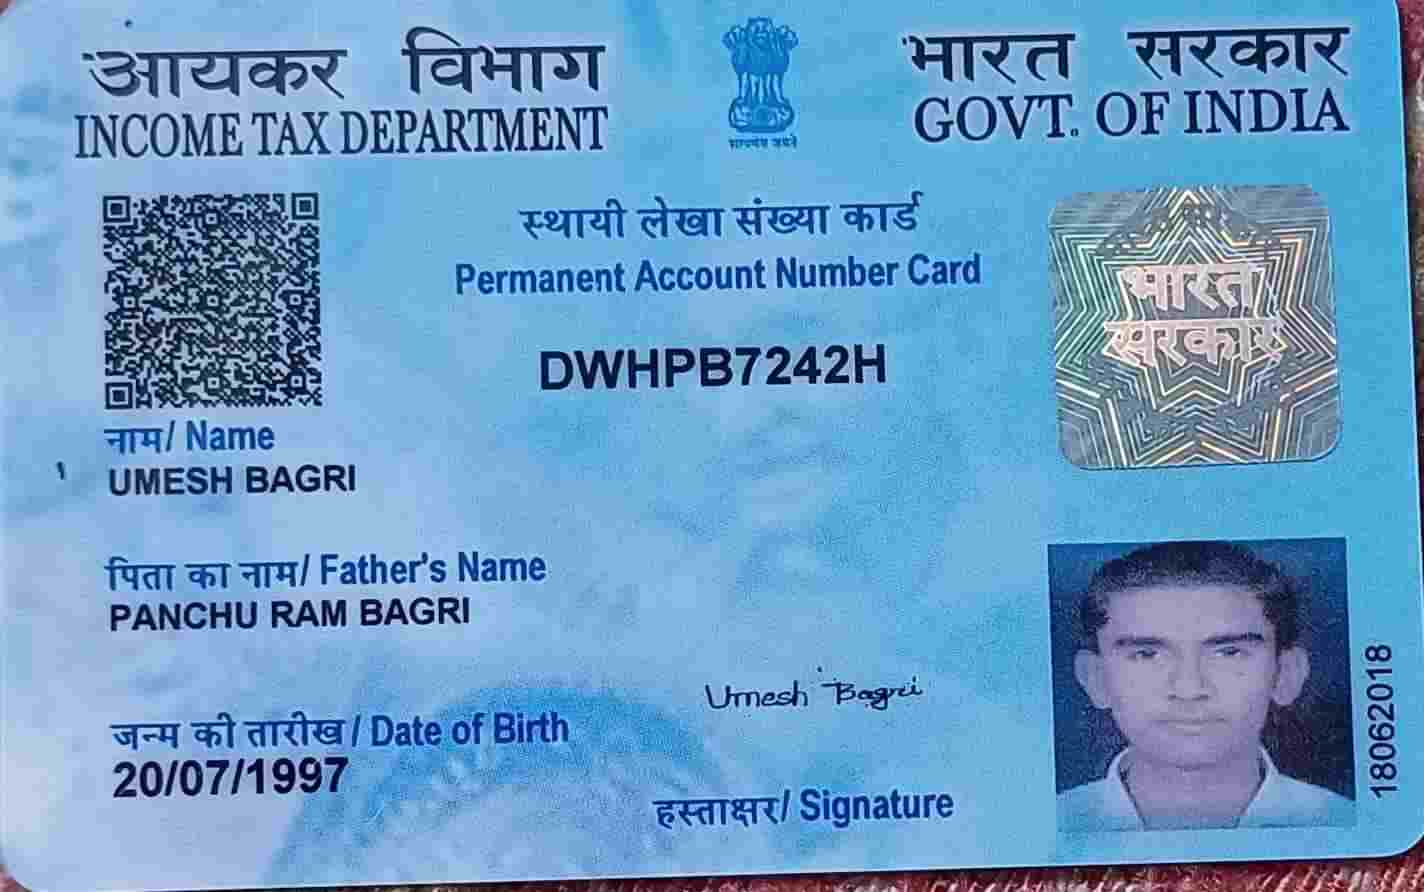 आयकर विभाग
INCOME TAX DEPARTMENT
भारत सरकार
GOVT. OF INDIA
सत्यमेव जयते
स्थायी लेखा संख्या कार्ड
Permanent Account Number Card
DWHPB7242H
भारत
सरकार
नाम/ Name
UMESH BAGRI
पिता का नाम/ Father's Name
PANCHU RAM BAGRI
जन्म की तारीख / Date of Birth
20/07/1997
Umesh Bagri
हस्ताक्षर/ Signature
18062018